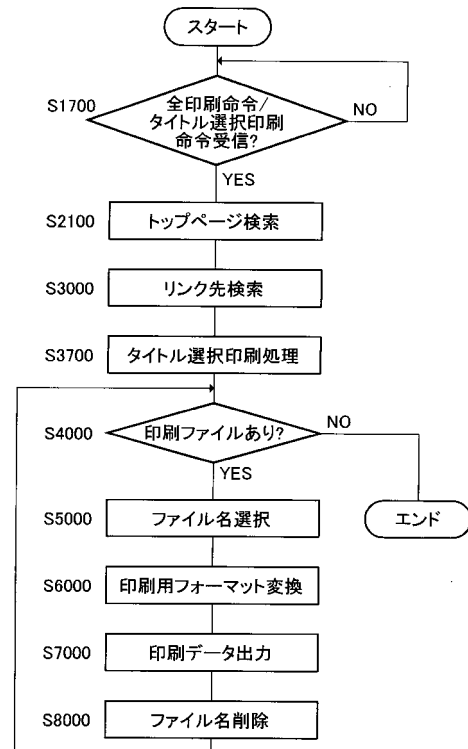 スタート
S1700
全印刷命令/
タイトル選択印刷
命令受信?
NO
YES
S2100
トップページ検索
S3000
リンク先検索
S3700
タイトル選択印刷処理
S4000
印刷ファイルあり?
NO
YES
S5000
ファイル名選択
エンド
S6000
印刷用フォーマット変換
S7000
印刷データ出力
S8000
ファイル名削除